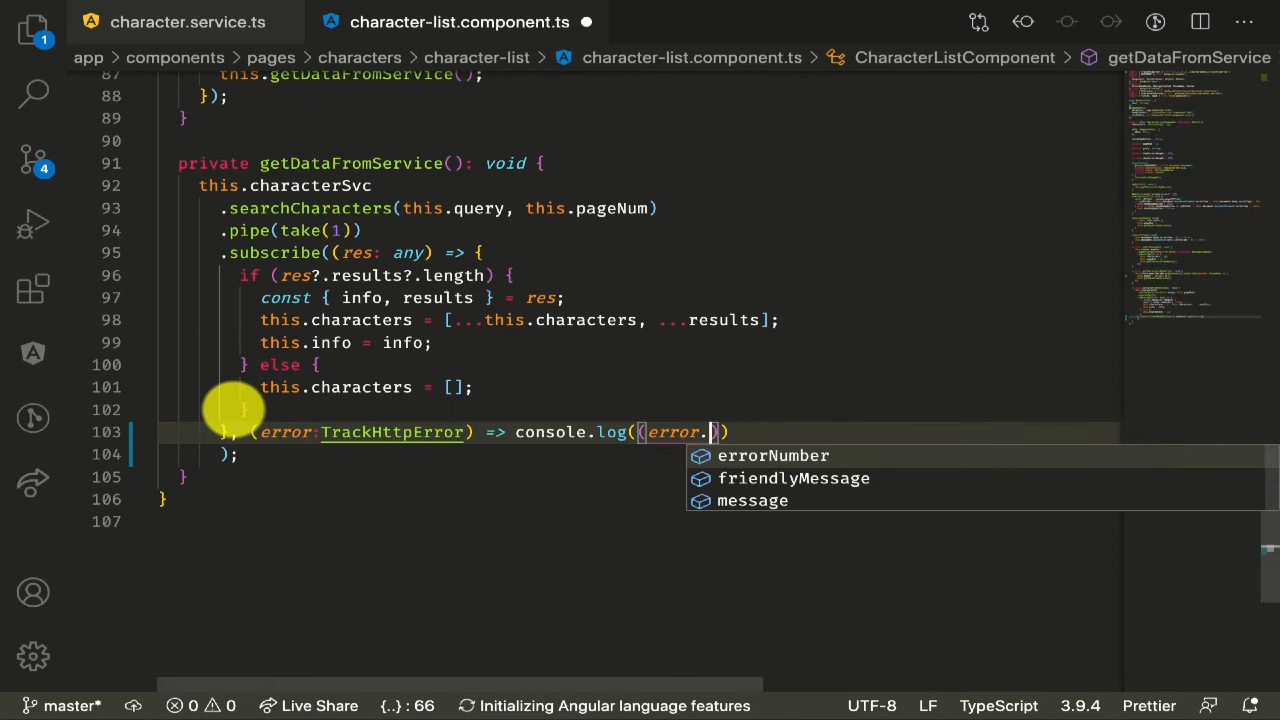 character.service.ts
character-list.component.ts
app > components > pages > characters > character-list > character-list.component.ts > CharacterListComponent > getDataFromService
1
4
87 this.getDataFromService();
88 });
89 }
90
91 private getDataFromService(): void {
92 this.characterSvc
93 .searchCharacters(this.query, this.pageNum)
94 .pipe(take(1))
95 .subscribe((res: any) => {
96 if (res?.results?.length) {
97 const { info, results } = res;
98 this.characters = [...this.characters, ...results];
99 this.info = info;
100 } else {
101 this.characters = [];
102 }
103 }, (error:TrackHttpError) => console.log((error.))
104 );
105 }
106 }
107
errorNumber
friendlyMessage
message
master* 0 0 Live Share {..} : 66 Initializing Angular language features UTF-8 LF TypeScript 3.9.4 Prettier